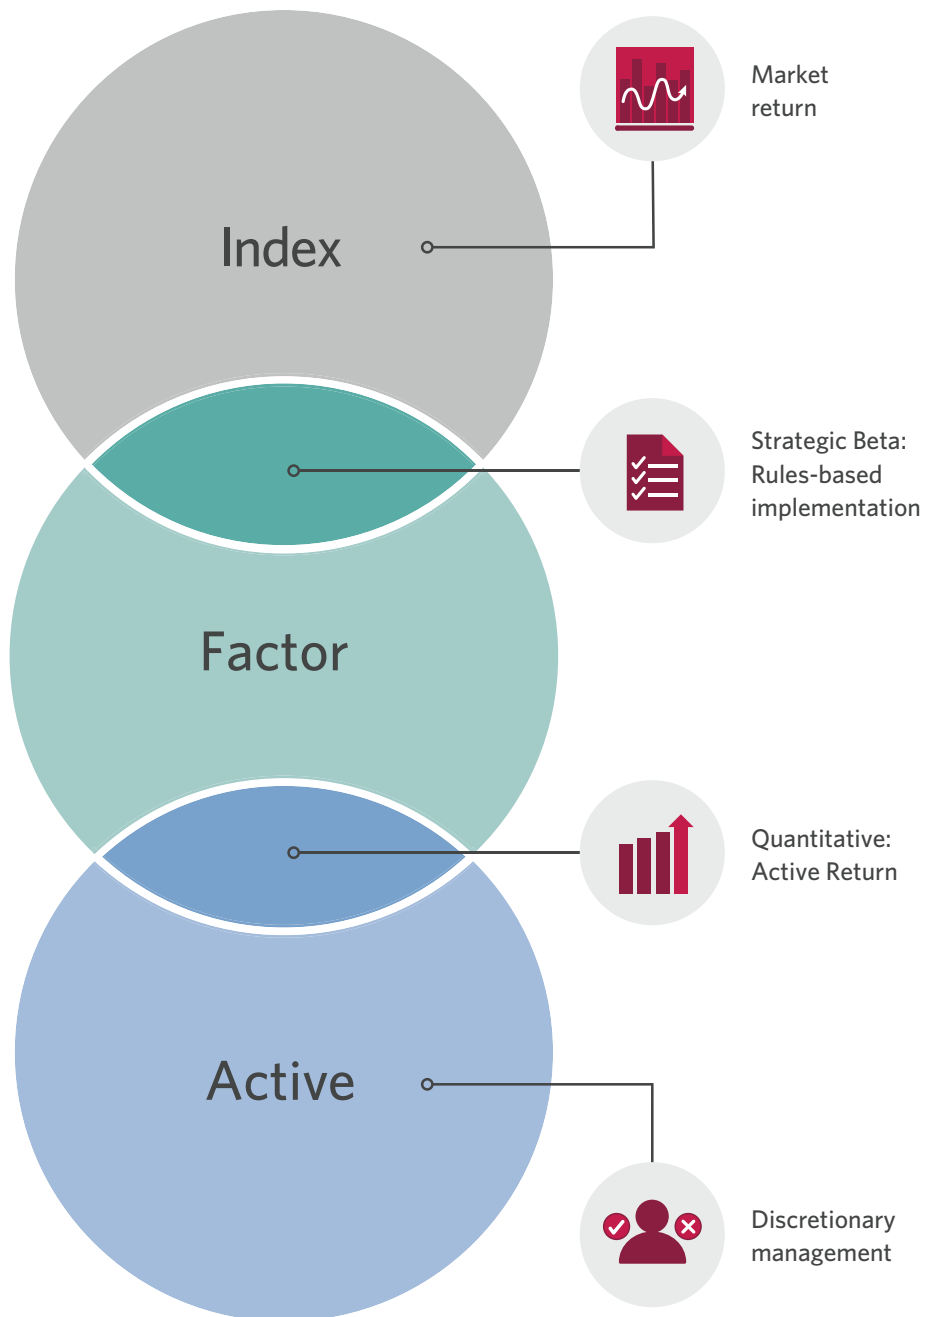 Market
return
Index
Strategic Beta:
Rules-based
implementation
Factor
Quantitative:
Active Return
Active
Discretionary
management